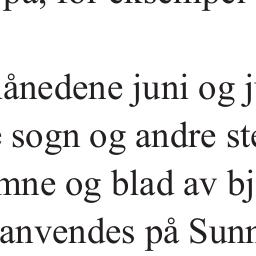 på, for eksempel
ånedene juni og j
sogn og andre ste
mne og blad av bj
anvendes på Sunn